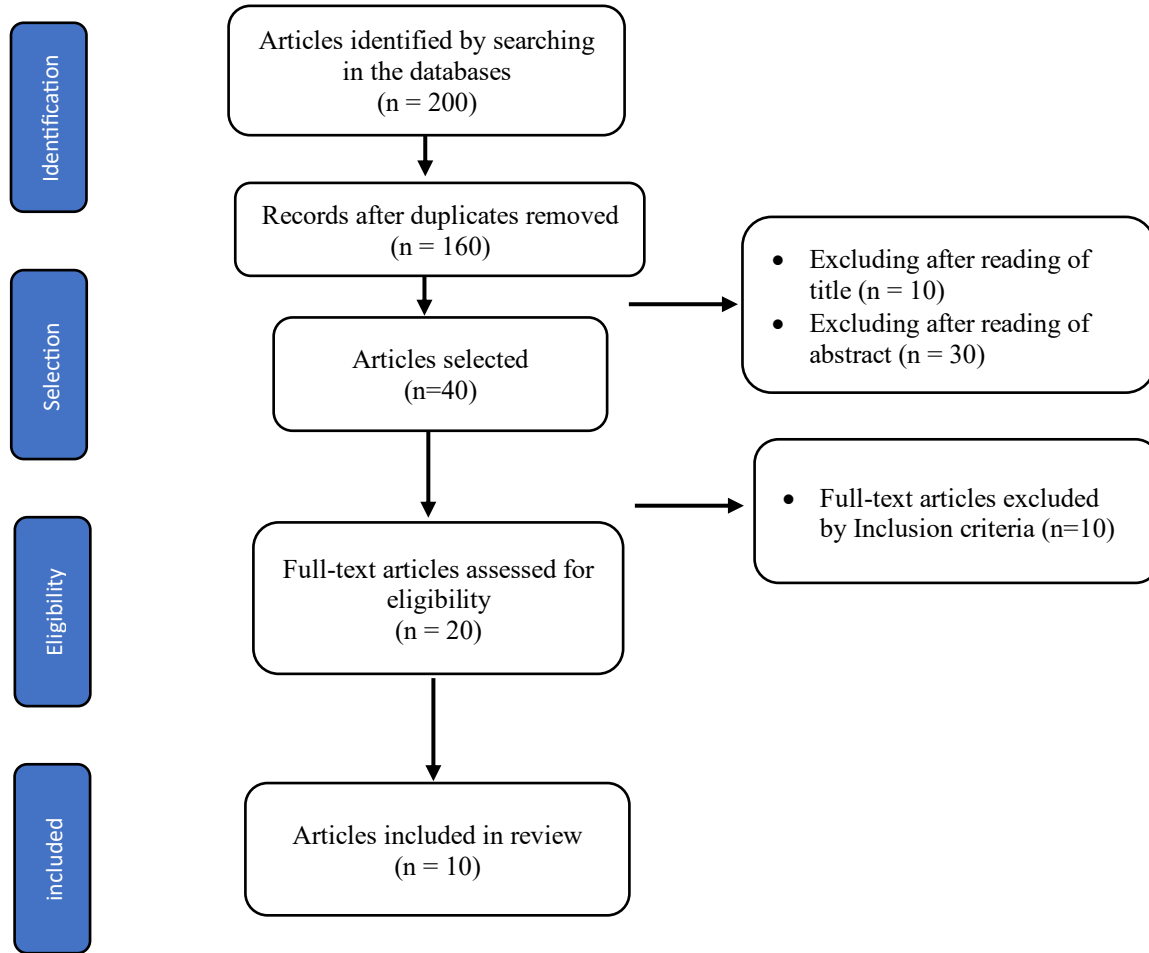 Identification
Articles identified by searching
in the databases
(n = 200)
Records after duplicates removed
(n = 160)
• Excluding after reading of
title (n = 10)
• Excluding after reading of
abstract (n = 30)
Selection
Articles selected
(n=40)
• Full-text articles excluded
by Inclusion criteria (n=10)
Eligibility
Full-text articles assessed for
eligibility
(n = 20)
included
Articles included in review
(n = 10)